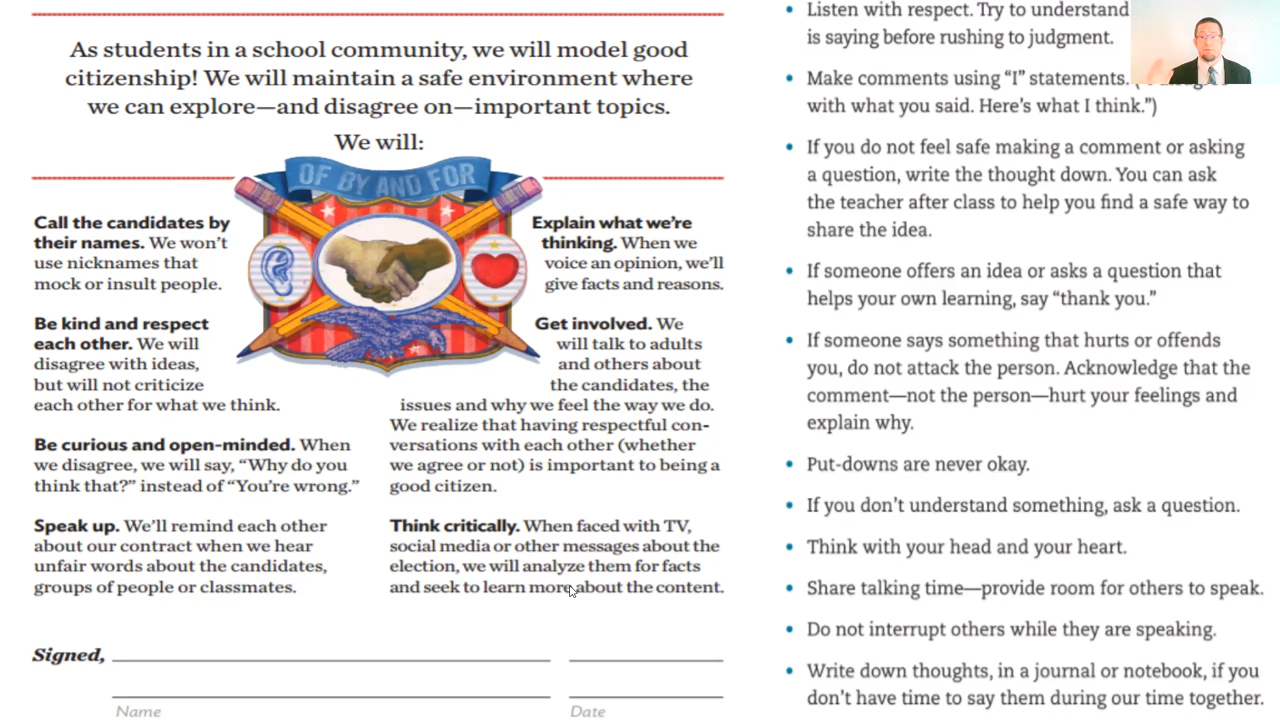 As students in a school community, we will model good
citizenship! We will maintain a safe environment where
we can explore—and disagree on—important topics.
We will:
OF BY AND FOR
Call the candidates by
their names. We won't
use nicknames that
mock or insult people.
Be kind and respect
each other. We will
disagree with ideas,
but will not criticize
each other for what we think.
Be curious and open-minded. When
we disagree, we will say, “Why do you
think that?” instead of “You're wrong.”
Speak up. We'll remind each other
about our contract when we hear
unfair words about the candidates,
groups of people or classmates.
Explain what we're
thinking. When we
voice an opinion, we'll
give facts and reasons.
Get involved. We
will talk to adults
and others about
the candidates, the
issues and why we feel the way we do.
We realize that having respectful con-
versations with each other (whether
we agree or not) is important to being a
good citizen.
Think critically. When faced with TV,
social media or other messages about the
election, we will analyze them for facts
and seek to learn more about the content.
Signed,
Name
Date
• Listen with respect. Try to understand
is saying before rushing to judgment.
• Make comments using “I” statements.
with what you said. Here's what I think.”)
• If you do not feel safe making a comment or asking
a question, write the thought down. You can ask
the teacher after class to help you find a safe way to
share the idea.
• If someone offers an idea or asks a question that
helps your own learning, say “thank you.”
• If someone says something that hurts or offends
you, do not attack the person. Acknowledge that the
comment—not the person—hurt your feelings and
explain why.
• Put-downs are never okay.
• If you don't understand something, ask a question.
• Think with your head and your heart.
• Share talking time—provide room for others to speak.
• Do not interrupt others while they are speaking.
• Write down thoughts, in a journal or notebook, if you
don't have time to say them during our time together.